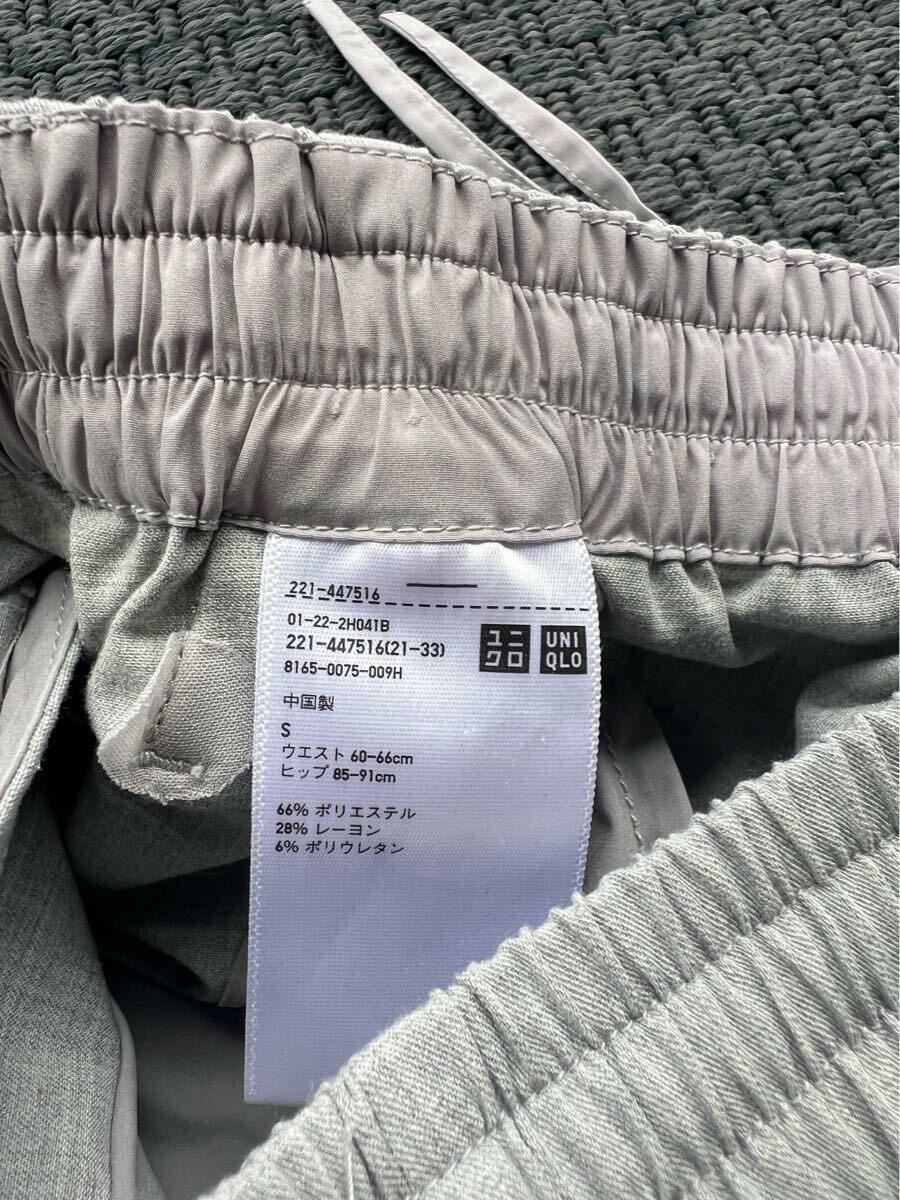 221-447516
01-22-2H041B
221-447516(21-33)
8165-0075-009H
ユニ
クロ
UNI
QLO
中国製
S
ウエスト 60-66cm
ヒップ 85-91cm
66% ポリエステル
28% レーヨン
6% ポリウレタン